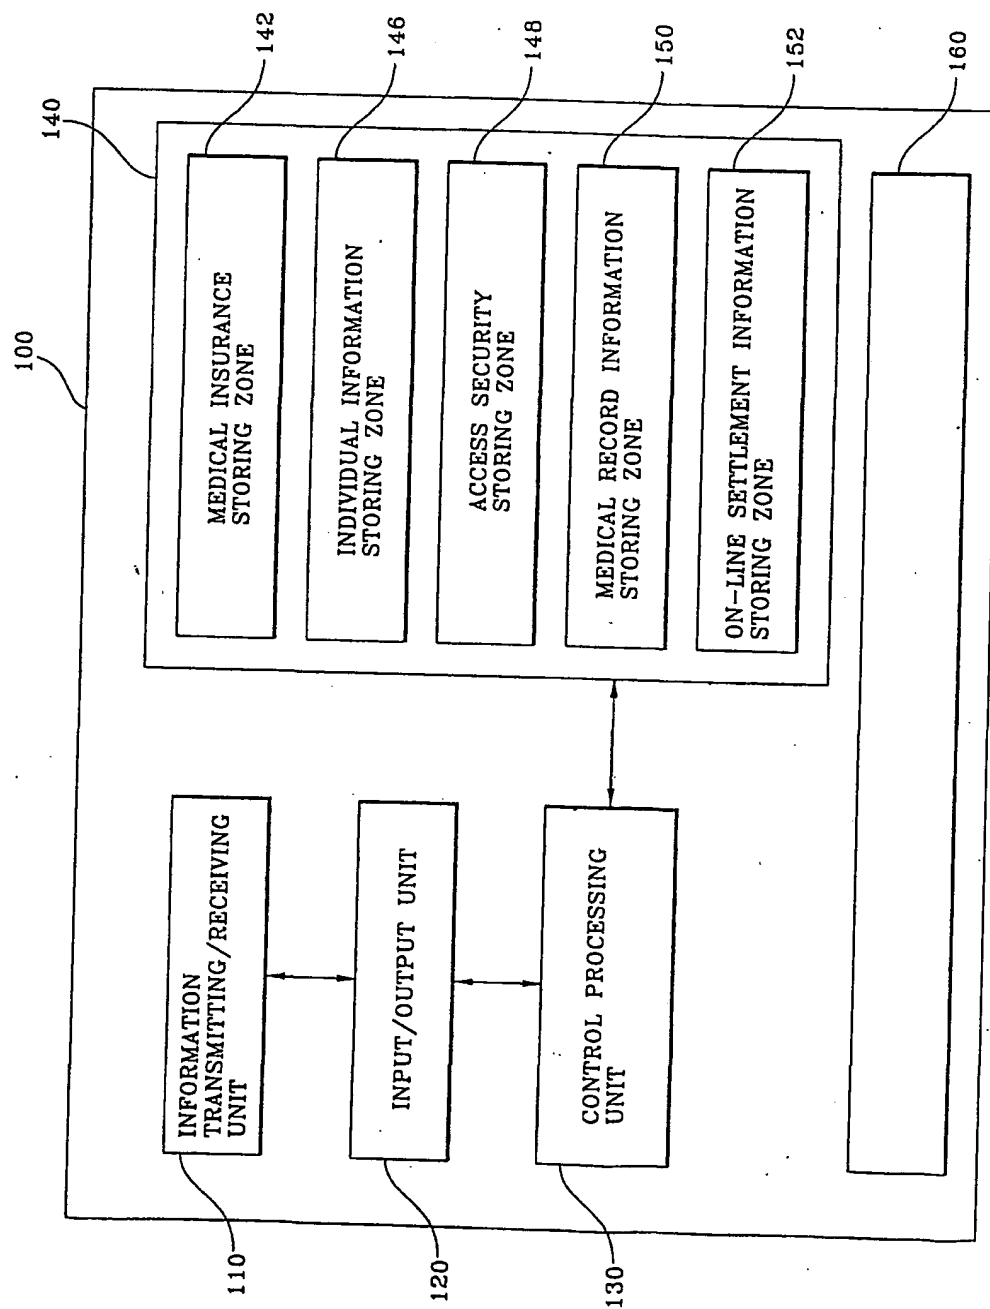 100
140
142
146
148
150
152
160
INFORMATION
TRANSMITTING/RECEIVING
UNIT
INPUT/OUTPUT UNIT
CONTROL PROCESSING
UNIT
MEDICAL INSURANCE
STORING ZONE
INDIVIDUAL INFORMATION
STORING ZONE
ACCESS SECURITY
STORING ZONE
MEDICAL RECORD INFORMATION
STORING ZONE
ON-LINE SETTLEMENT INFORMATION
STORING ZONE
110
120
130